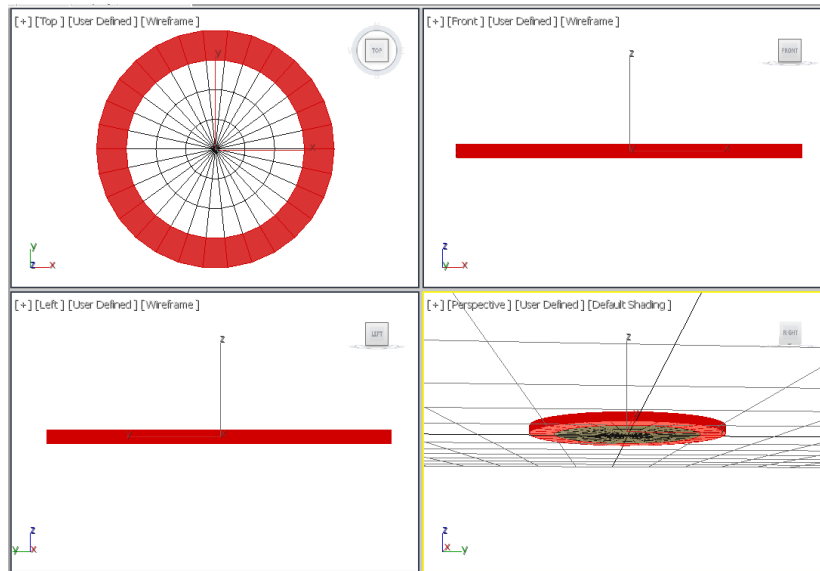 [+] [Top] [User Defined] [Wireframe]
TOP
y
x
y
z
x
[+] [Front] [User Defined] [Wireframe]
FRONT
z
z
y
x
[+] [Left] [User Defined] [Wireframe]
LEFT
z
z
y
x
[+] [Perspective] [User Defined] [Default Shading]
RIGHT
z
z
x
y